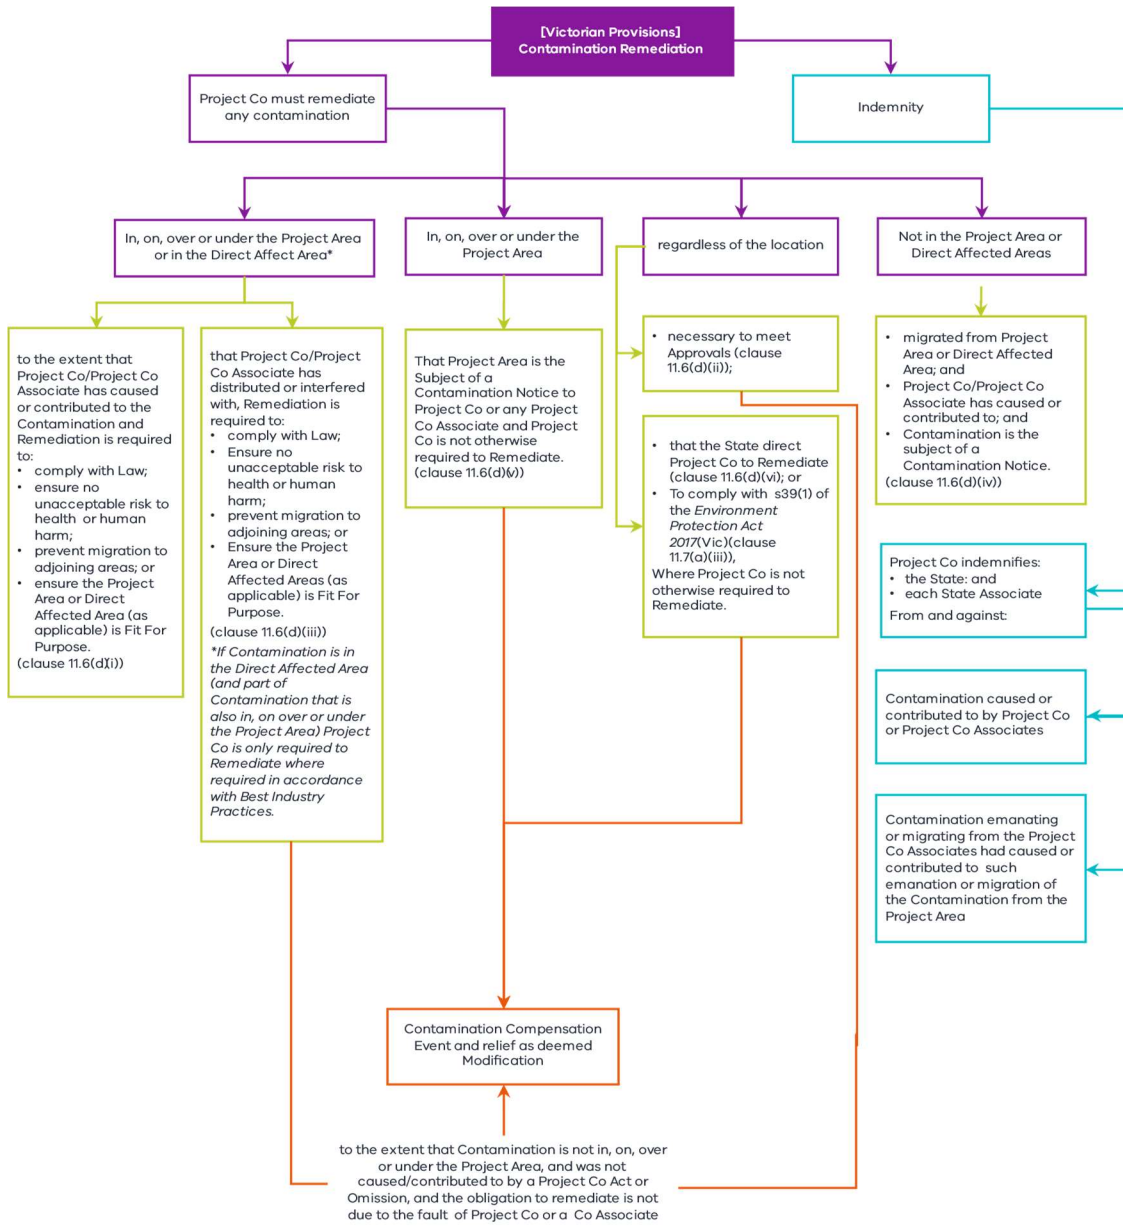 [Victorian Provisions]
Contamination Remediation
Project Co must remediate
any contamination
Indemnity
In, on, over or under the Project Area
or in the Direct Affect Area*
In, on, over or under the
Project Area
regardless of the location
Not in the Project Area or
Direct Affected Areas
to the extent that
Project Co/Project Co
Associate has caused
or contributed to the
Contamination and
Remediation is required
to:
• comply with Law;
• ensure no
unacceptable risk to
health or human
harm;
• prevent migration to
adjoining areas; or
• ensure the Project
Area or Direct
Affected Area (as
applicable) is Fit For
Purpose.
(clause 11.6(d)(i))
that Project Co/Project
Co Associate has
distributed or interfered
with, Remediation is
required to:
• comply with Law;
• Ensure no
unacceptable risk to
health or human
harm;
• prevent migration to
adjoining areas; or
• Ensure the Project
Area or Direct
Affected Areas (as
applicable) is Fit For
Purpose.
(clause 11.6(d)(iii))
*If Contamination is in
the Direct Affected Area
(and part of
Contamination that is
also in, on over or under
the Project Area) Project
Co is only required to
Remediate where
required in accordance
with Best Industry
Practices.
That Project Area is the
Subject of a
Contamination Notice to
Project Co or any Project
Co Associate and Project
Co is not otherwise
required to Remediate.
(clause 11.6(d)(v))
• necessary to meet
Approvals (clause
11.6(d)(ii));
• that the State direct
Project Co to Remediate
(clause 11.6(d)(vi); or
• To comply with s39(1) of
the Environment
Protection Act
2017(Vic)(clause
11.7(a)(iii)),
Where Project Co is not
otherwise required to
Remediate.
• migrated from Project
Area or Direct Affected
Area; and
• Project Co/Project Co
Associate has caused or
contributed to; and
• Contamination is the
subject of a
Contamination Notice.
(clause 11.6(d)(iv))
Project Co indemnifies:
• the State: and
• each State Associate
From and against:
Contamination caused or
contributed to by Project Co
or Project Co Associates
Contamination emanating
or migrating from the Project
Co Associates had caused or
contributed to such
emanation or migration of
the Contamination from the
Project Area
Contamination Compensation
Event and relief as deemed
Modification
to the extent that Contamination is not in, on, over
or under the Project Area, and was not
caused/contributed to by a Project Co Act or
Omission, and the obligation to remediate is not
due to the fault of Project Co or a Co Associate